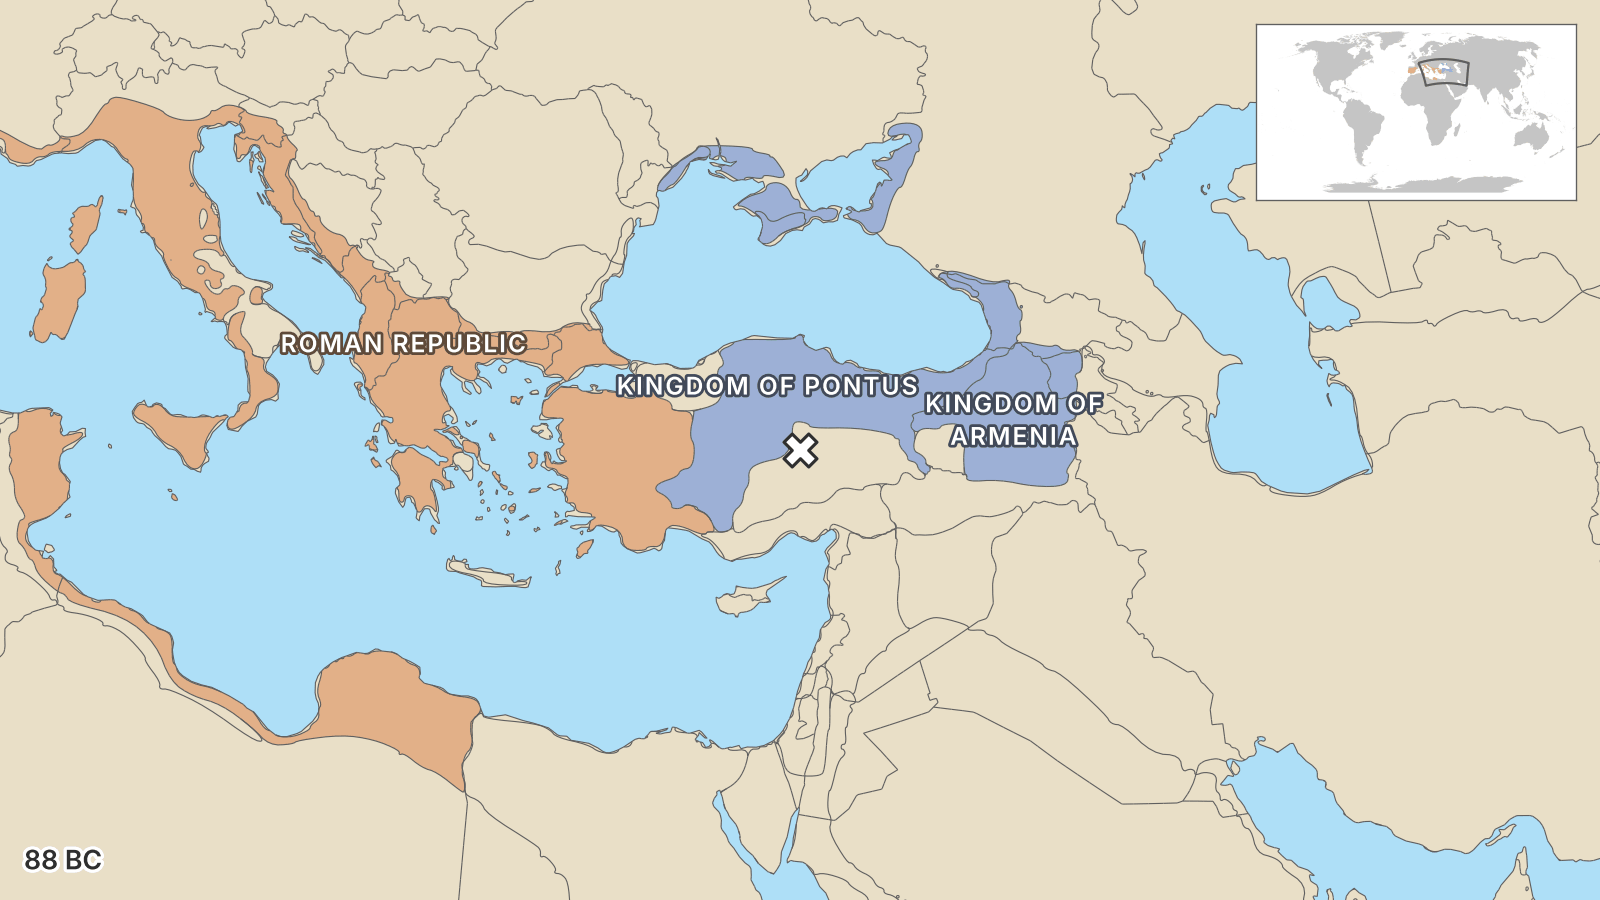 ROMAN REPUBLIC
KINGDOM OF PONTUS
KINGDOM OF
ARMENIA
88 BC